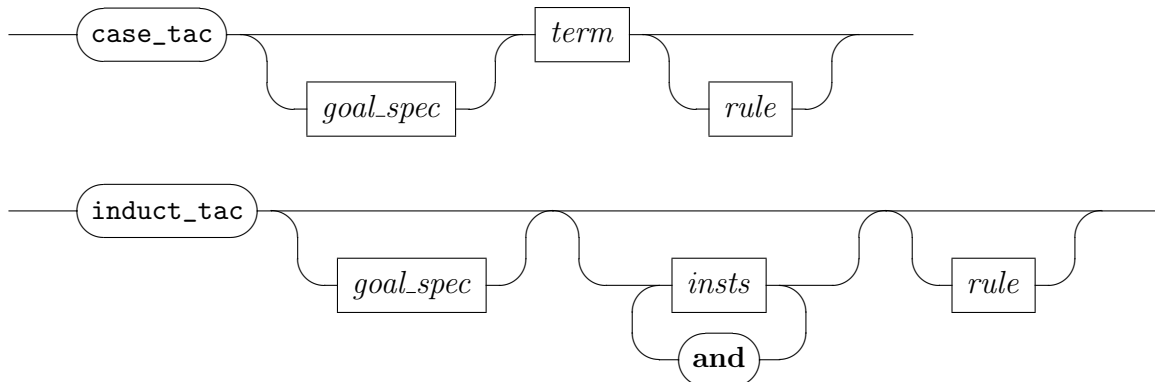 case_tac term
goal_spec rule
induct_tac
goal_spec insts rule
and